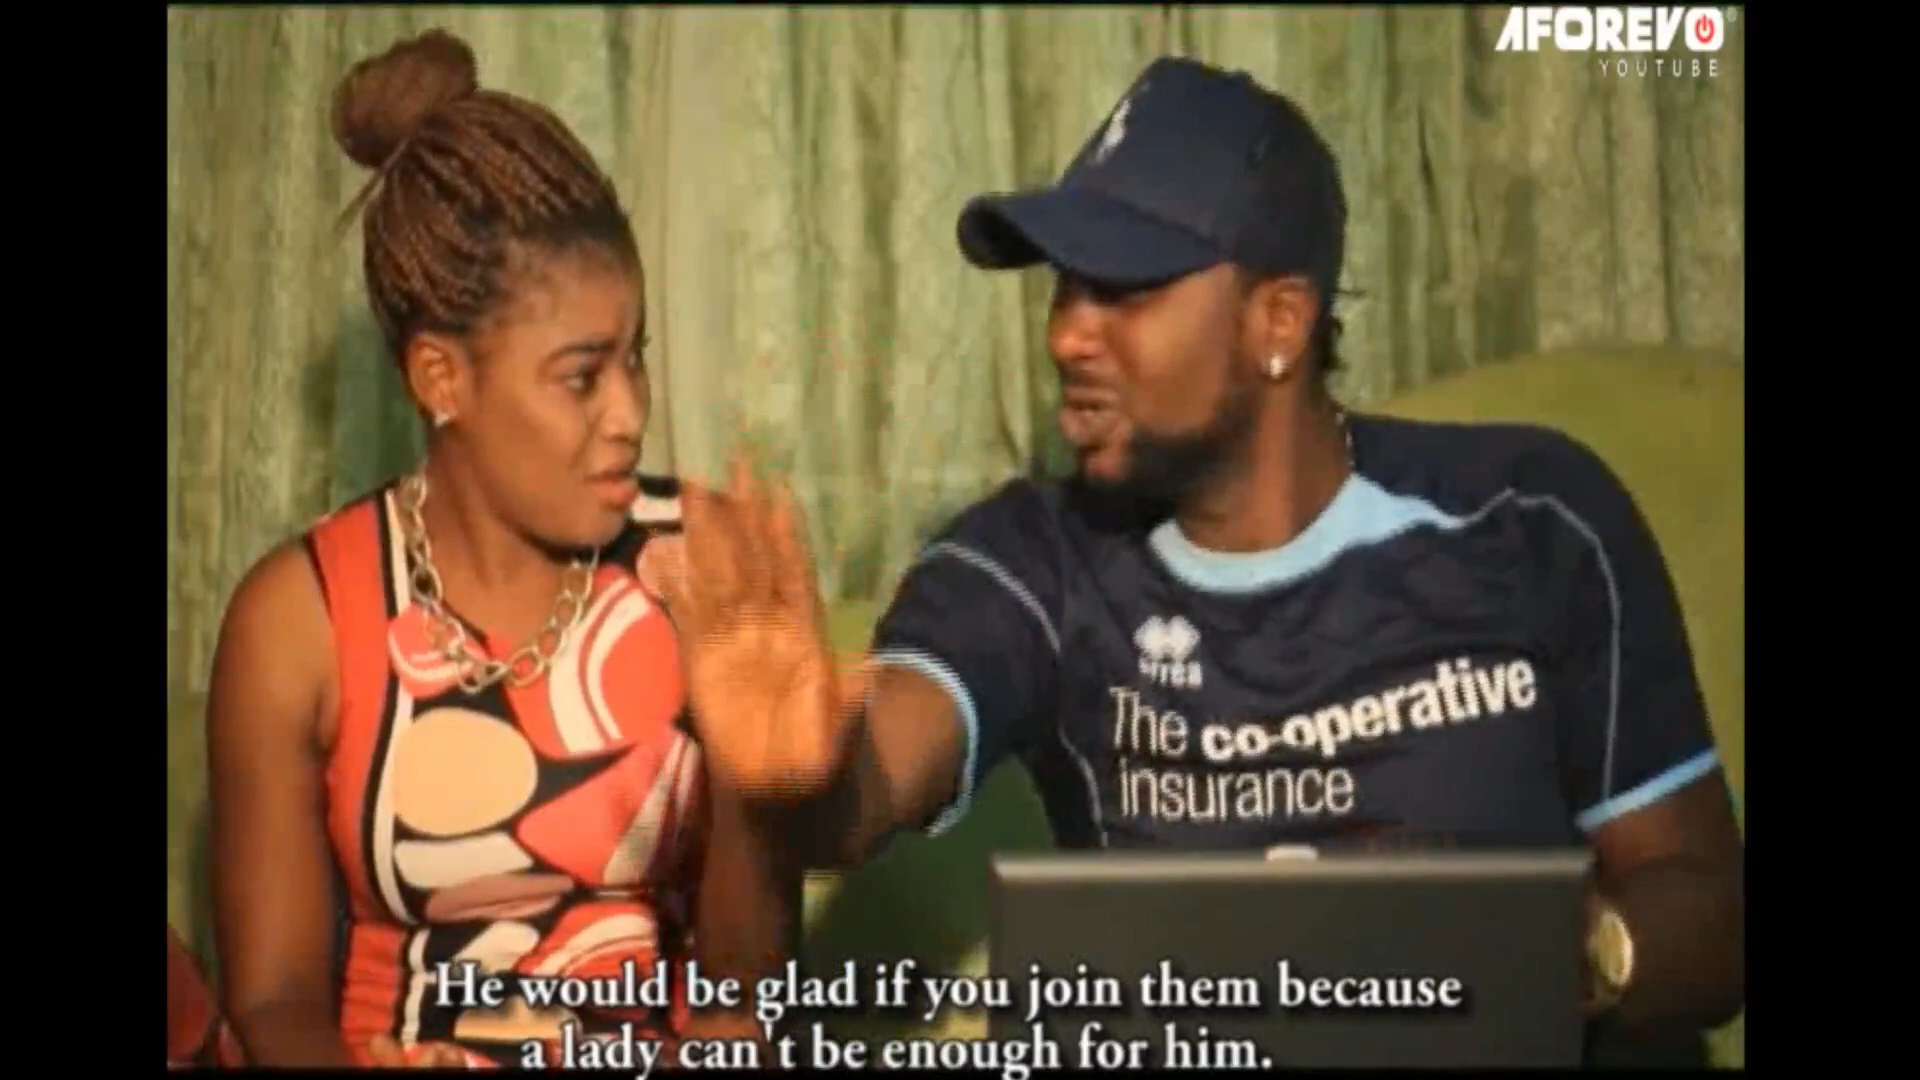 AFOREVO
YOUTUBE
errea
The co-operative
insurance
He would be glad if you join them because
a lady can't be enough for him.